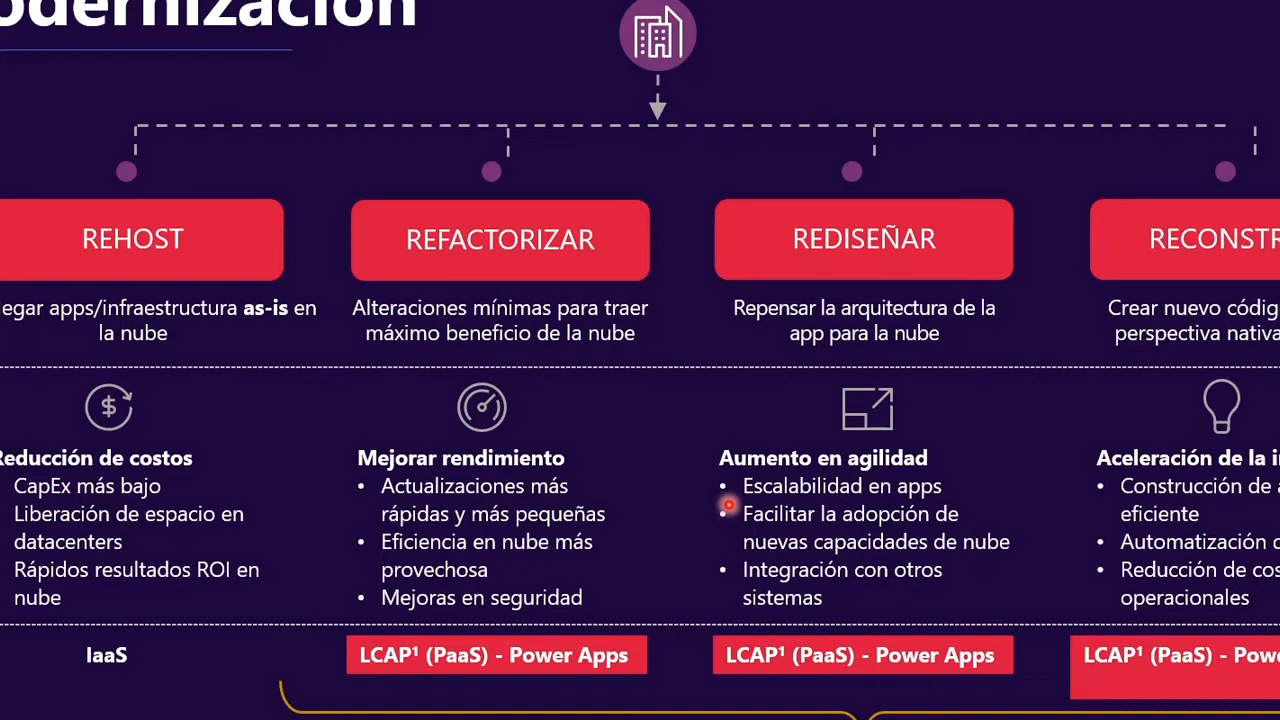 odernización
REHOST
REFACTORIZAR
REDISEÑAR
RECONSTR
legar apps/infraestructura as-is en
la nube
Alteraciones mínimas para traer
máximo beneficio de la nube
Repensar la arquitectura de la
app para la nube
Crear nuevo códig
perspectiva nativa
Reducción de costos
CapEx más bajo
Liberación de espacio en
datacenters
Rápidos resultados ROI en
nube
Mejorar rendimiento
• Actualizaciones más
rápidas y más pequeñas
• Eficiencia en nube más
provechosa
• Mejoras en seguridad
Aumento en agilidad
• Escalabilidad en apps
• Facilitar la adopción de
nuevas capacidades de nube
• Integración con otros
sistemas
Aceleración de la i
• Construcción de a
eficiente
• Automatización d
• Reducción de cos
operacionales
IaaS
LCAP¹ (PaaS) - Power Apps
LCAP¹ (PaaS) - Power Apps
LCAP¹ (PaaS) - Powe